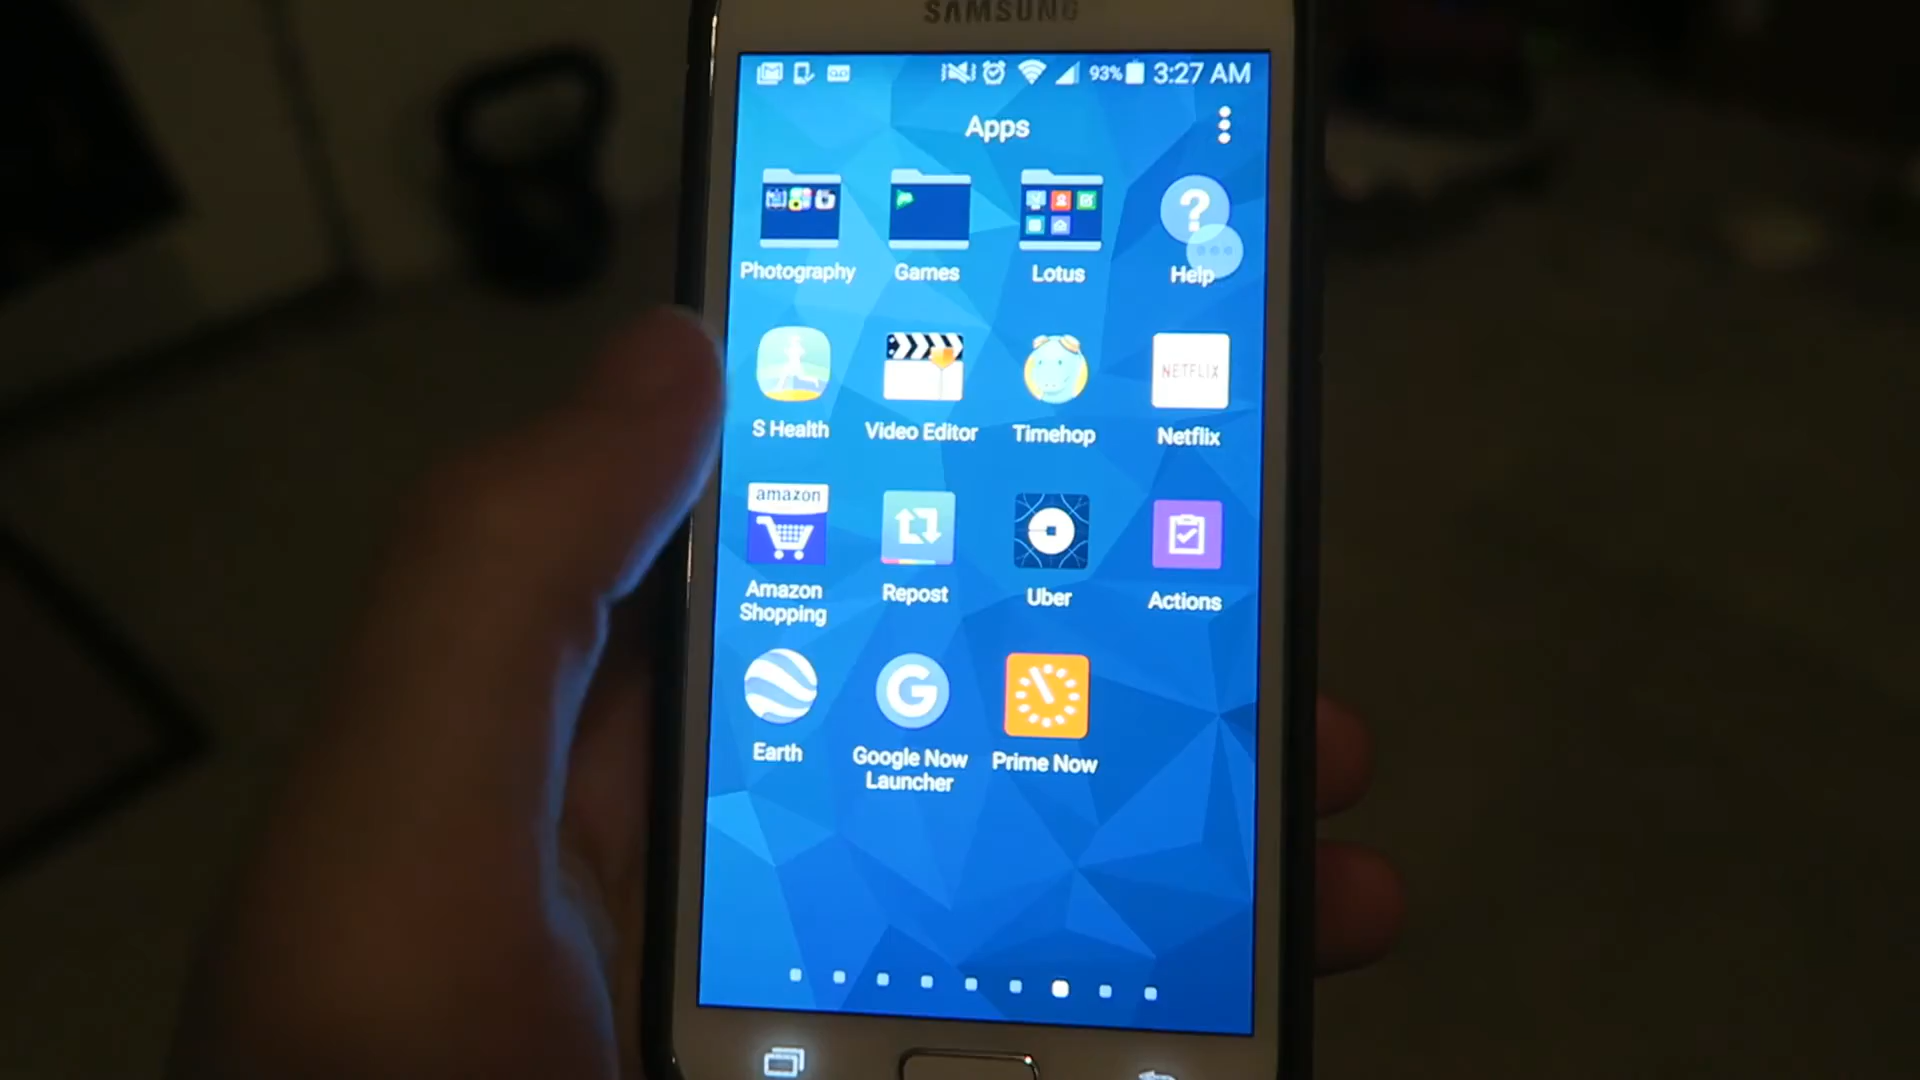 SAMSUNG
93% 3:27 AM
Apps
Photography Games Lotus Help
NETFLIX
S Health Video Editor Timehop Netflix
amazon
Amazon
Shopping
Repost Uber Actions
G
Earth Google Now
Launcher
Prime Now